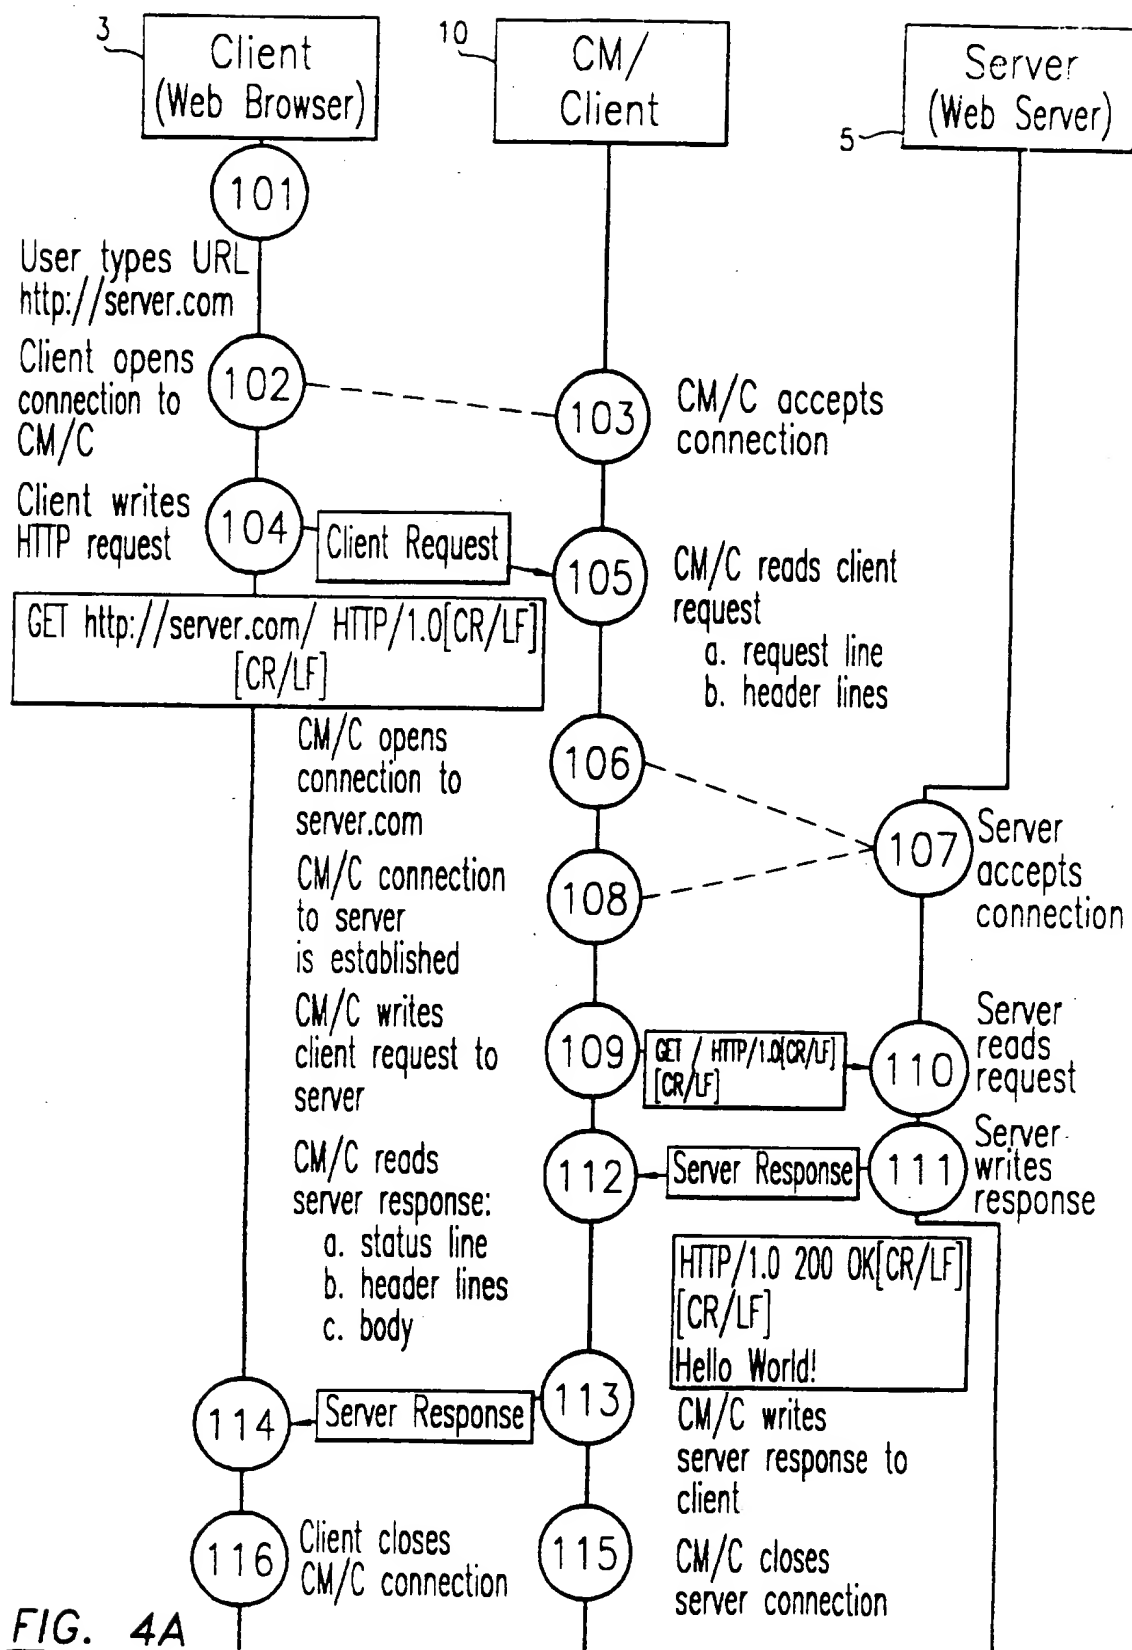 3
Client
(Web Browser)
10
CM/
Client
Server
(Web Server)
5
101
User types URL
http://server.com
Client opens
connection to
CM/C
102
103
CM/C accepts
connection
Client writes
HTTP request
104
Client Request
105
CM/C reads client
request
a. request line
b. header lines
GET http://server.com/ HTTP/1.0[CR/LF]
[CR/LF]
CM/C opens
connection to
server.com
106
107
Server
accepts
connection
CM/C connection
to server
is established
108
CM/C writes
client request to
server
109
GET / HTTP/1.0[CR/LF]
[CR/LF]
110
Server
reads
request
CM/C reads
server response:
a. status line
b. header lines
c. body
112
Server Response
111
Server
writes
response
HTTP/1.0 200 OK[CR/LF]
[CR/LF]
Hello World!
114
Server Response
113
CM/C writes
server response to
client
116
Client closes
CM/C connection
115
CM/C closes
server connection
FIG. 4A